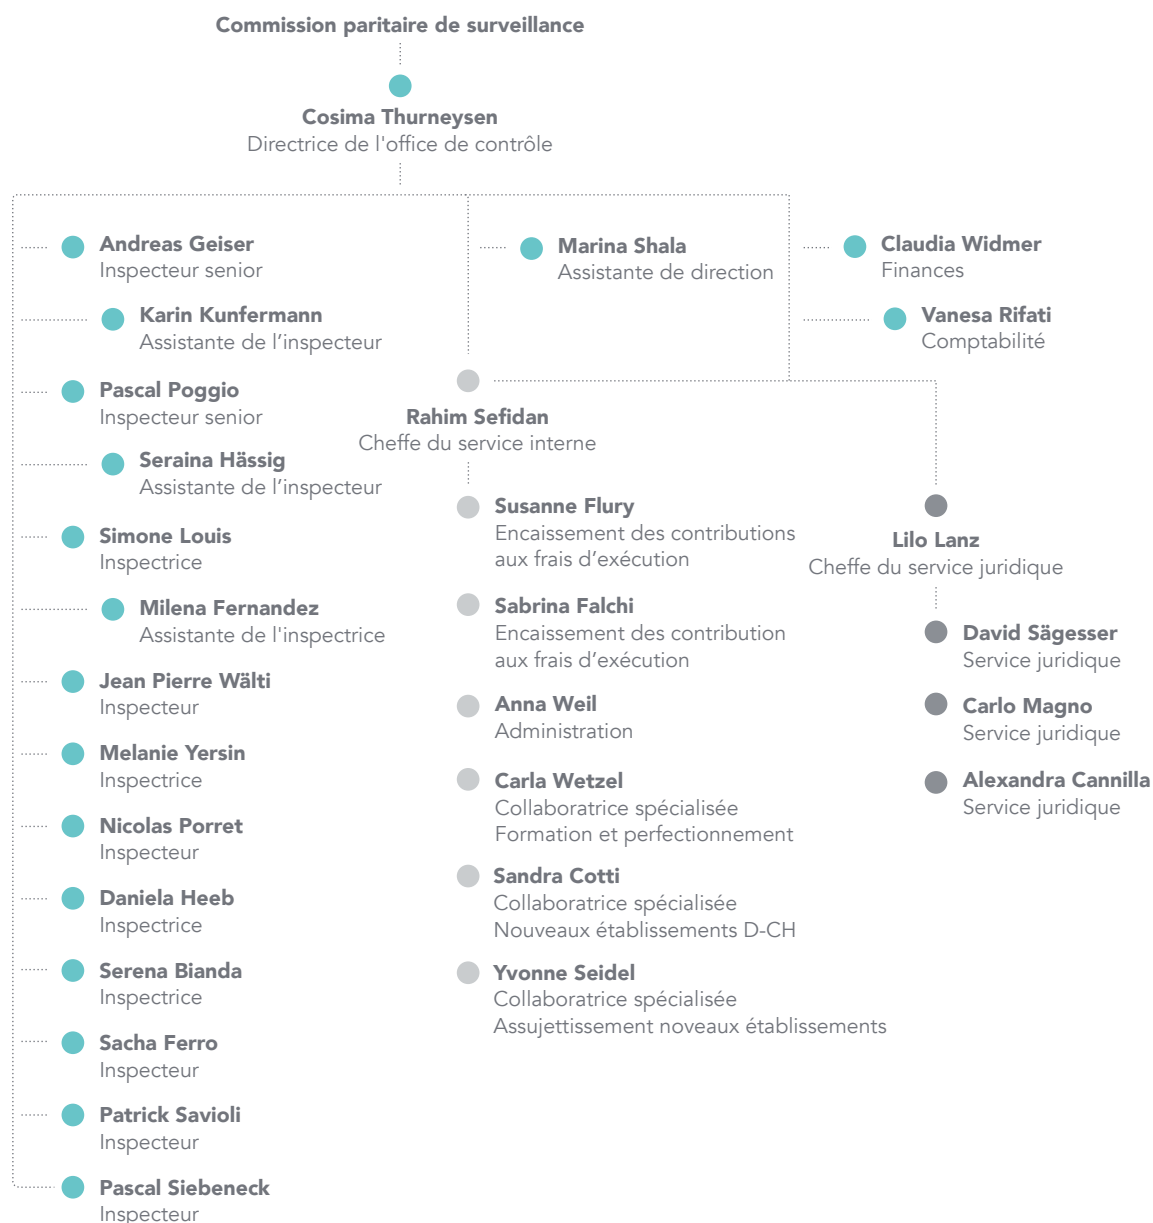 Commission paritaire de surveillance
Cosima Thurneysen
Directrice de l'office de contrôle
Andreas Geiser
Inspecteur senior
Karin Kunfermann
Assistante de l’inspecteur
Pascal Poggio
Inspecteur senior
Seraina Hässig
Assistante de l’inspecteur
Simone Louis
Inspectrice
Milena Fernandez
Assistante de l'inspectrice
Jean Pierre Wälti
Inspecteur
Melanie Yersin
Inspectrice
Nicolas Porret
Inspecteur
Daniela Heeb
Inspectrice
Serena Bianda
Inspectrice
Sacha Ferro
Inspecteur
Patrick Savioli
Inspecteur
Pascal Siebeneck
Inspecteur
Marina Shala
Assistante de direction
Rahim Sefidan
Cheffe du service interne
Susanne Flury
Encaissement des contributions
aux frais d’exécution
Sabrina Falchi
Encaissement des contribution
aux frais d’exécution
Anna Weil
Administration
Carla Wetzel
Collaboratrice spécialisée
Formation et perfectionnement
Sandra Cotti
Collaboratrice spécialisée
Nouveaux établissements D-CH
Yvonne Seidel
Collaboratrice spécialisée
Assujettissement noveaux établissements
Claudia Widmer
Finances
Vanesa Rifati
Comptabilité
Lilo Lanz
Cheffe du service juridique
David Sägesser
Service juridique
Carlo Magno
Service juridique
Alexandra Cannilla
Service juridique